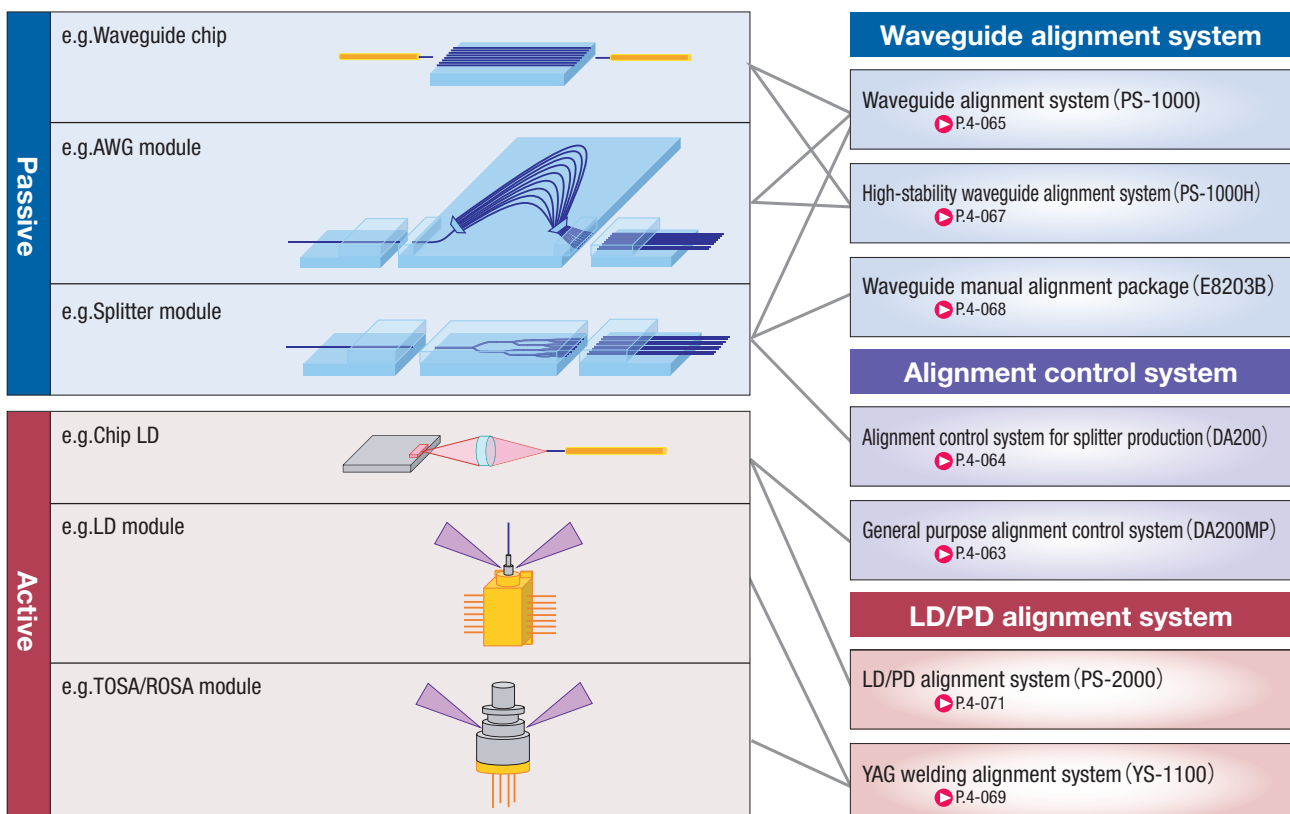 Passive
e.g.Waveguide chip
e.g.AWG module
e.g.Splitter module
Active
e.g.Chip LD
e.g.LD module
e.g.TOSA/ROSA module
Waveguide alignment system
Waveguide alignment system (PS-1000)
P.4-065
High-stability waveguide alignment system (PS-1000H)
P.4-067
Waveguide manual alignment package (E8203B)
P.4-068
Alignment control system
Alignment control system for splitter production (DA200)
P.4-064
General purpose alignment control system (DA200MP)
P.4-063
LD/PD alignment system
LD/PD alignment system (PS-2000)
P.4-071
YAG welding alignment system (YS-1100)
P.4-069